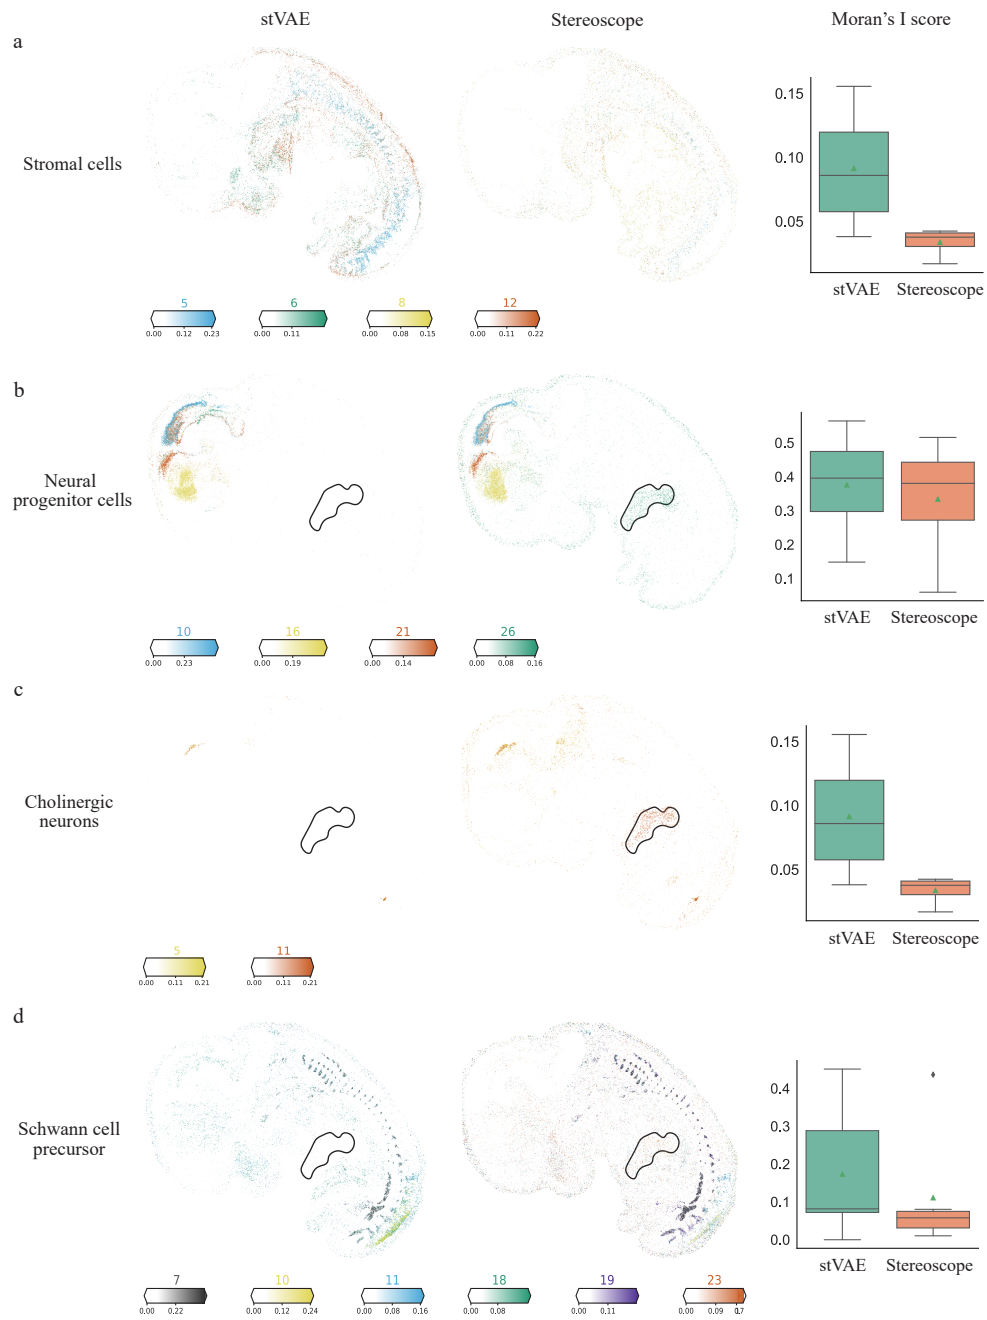 stVAE Stereoscope Moran's I score
a
Stromal cells
0.15
0.10
0.05
stVAE Stereoscope
5 6 8 12
0.00 0.12 0.23 0.00 0.11 0.00 0.08 0.15 0.00 0.11 0.22
b
Neural
progenitor cells
0.5
0.4
0.3
0.2
0.1
stVAE Stereoscope
10 16 21 26
0.00 0.23 0.00 0.19 0.00 0.14 0.00 0.08 0.16
c
Cholinergic
neurons
0.15
0.10
0.05
stVAE Stereoscope
5 11
0.00 0.11 0.21 0.00 0.11 0.21
d
Schwann cell
precursor
0.4
0.3
0.2
0.1
0.0
stVAE Stereoscope
7 10 11 18 19 23
0.00 0.22 0.00 0.12 0.24 0.00 0.08 0.16 0.00 0.08 0.00 0.11 0.00 0.09 17